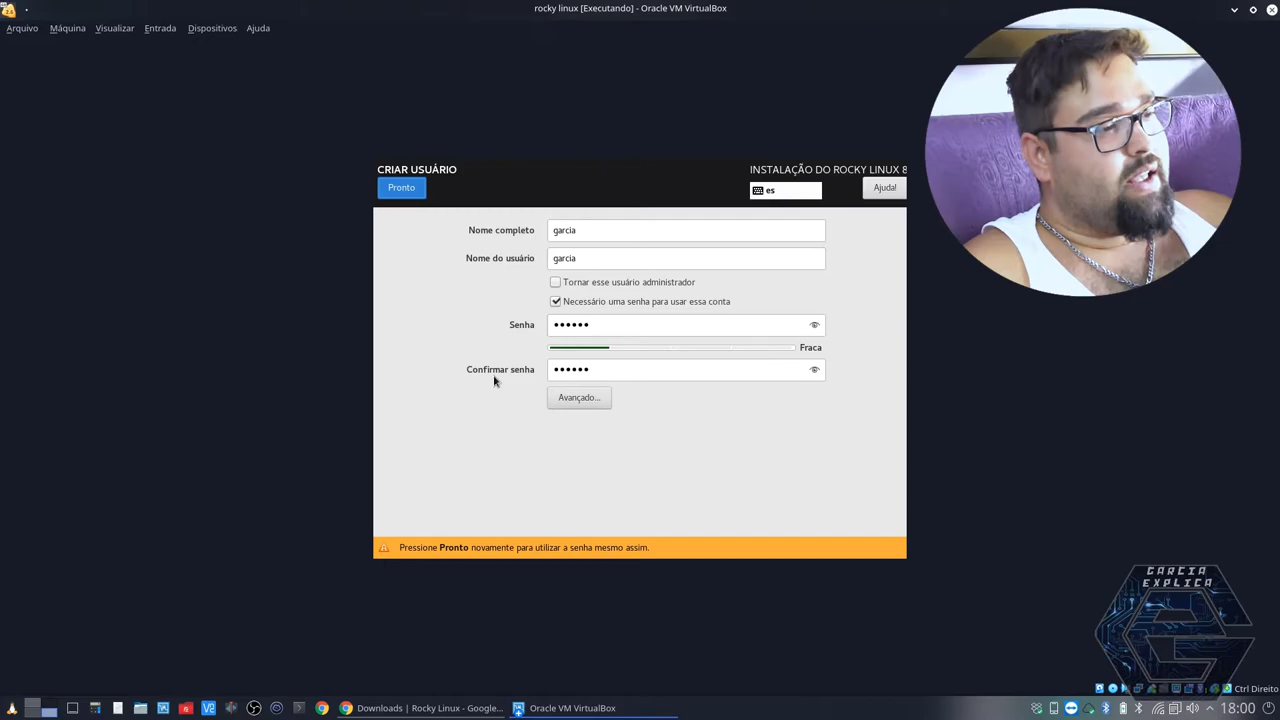 rocky linux [Executando] - Oracle VM VirtualBox
Arquivo Máquina Visualizar Entrada Dispositivos Ajuda
CRIAR USUÁRIO
INSTALAÇÃO DO ROCKY LINUX 8
Pronto
es
Ajuda!
Nome completo
garcia
Nome do usuário
garcia
Tornar esse usuário administrador
Necessário uma senha para usar essa conta
Senha
••••••
Fraca
Confirmar senha
••••••
Avançado...
Pressione Pronto novamente para utilizar a senha mesmo assim.
GARCIA
EXPLICA
Ctrl Direito
Downloads | Rocky Linux - Google...
Oracle VM VirtualBox
18:00